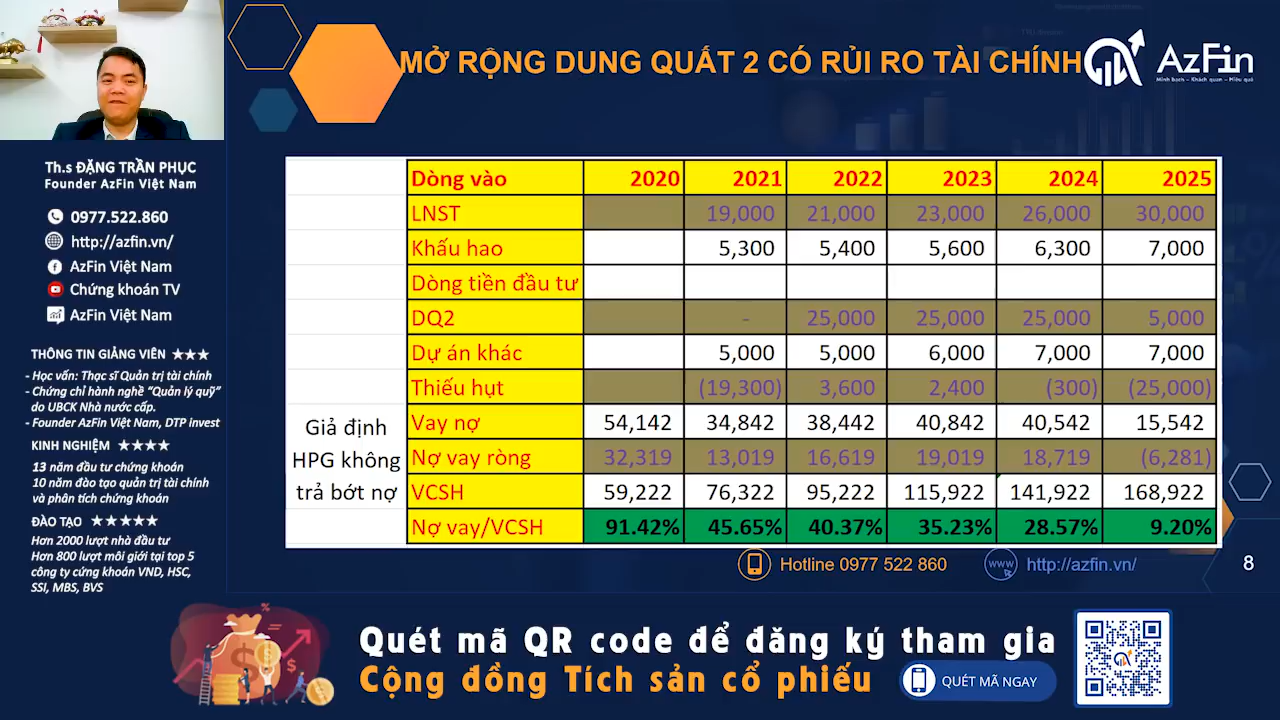 MỞ RỘNG DUNG QUẤT 2 CÓ RỦI RO TÀI CHÍNH
AzFin
Minh bạch – Khách quan – Hiệu quả
Th.s ĐẶNG TRẦN PHỤC
Founder AzFin Việt Nam
0977.522.860
http://azfin.vn/
AzFin Việt Nam
Chứng khoán TV
AzFin Việt Nam
THÔNG TIN GIẢNG VIÊN ★★★
- Học vấn: Thạc sĩ Quản trị tài chính
- Chứng chỉ hành nghề “Quản lý quỹ”
do UBCK Nhà nước cấp.
- Founder AzFin Việt Nam, DTP invest
KINH NGHIỆM ★★★★
13 năm đầu tư chứng khoán
10 năm đào tạo quản trị tài chính
và phân tích chứng khoán
ĐÀO TẠO ★★★★★
Hơn 2000 lượt nhà đầu tư
Hơn 800 lượt môi giới tại top 5
công ty cứng khoán VND, HSC,
SSI, MBS, BVS
Dòng vào 2020 2021 2022 2023 2024 2025
LNST 19,000 21,000 23,000 26,000 30,000
Khấu hao 5,300 5,400 5,600 6,300 7,000
Dòng tiền đầu tư
DQ2 - 25,000 25,000 25,000 5,000
Dự án khác 5,000 5,000 6,000 7,000 7,000
Thiếu hụt (19,300) 3,600 2,400 (300) (25,000)
Vay nợ 54,142 34,842 38,442 40,842 40,542 15,542
Nợ vay ròng 32,319 13,019 16,619 19,019 18,719 (6,281)
VCSH 59,222 76,322 95,222 115,922 141,922 168,922
Nợ vay/VCSH 91.42% 45.65% 40.37% 35.23% 28.57% 9.20%
Giả định
HPG không
trả bớt nợ
Hotline 0977 522 860
www
http://azfin.vn/
8
Quét mã QR code để đăng ký tham gia
Cộng đồng Tích sản cổ phiếu
QUÉT MÃ NGAY